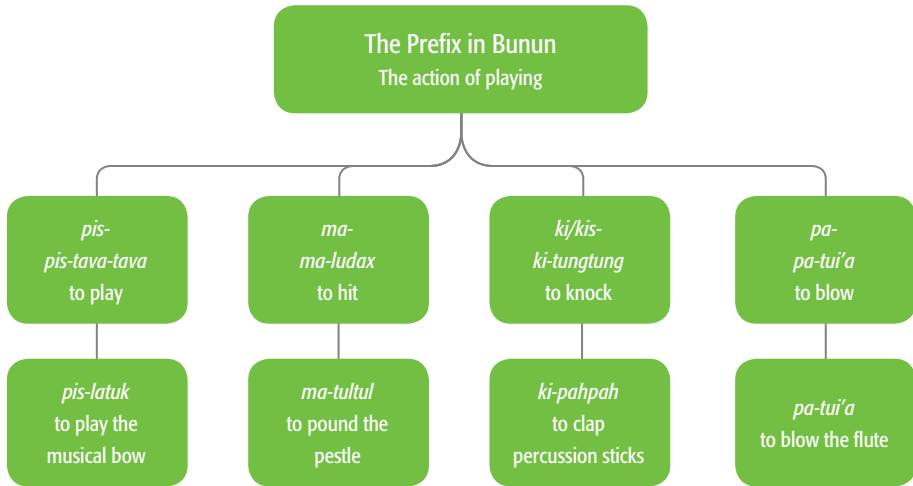 The Prefix in Bunun
The action of playing
pis-
pis-tava-tava
to play
ma-
ma-ludax
to hit
ki/kis-
ki-tungtung
to knock
pa-
pa-tui’a
to blow
pis-latuk
to play the
musical bow
ma-tultul
to pound the
pestle
ki-pahpah
to clap
percussion sticks
pa-tui’a
to blow the flute